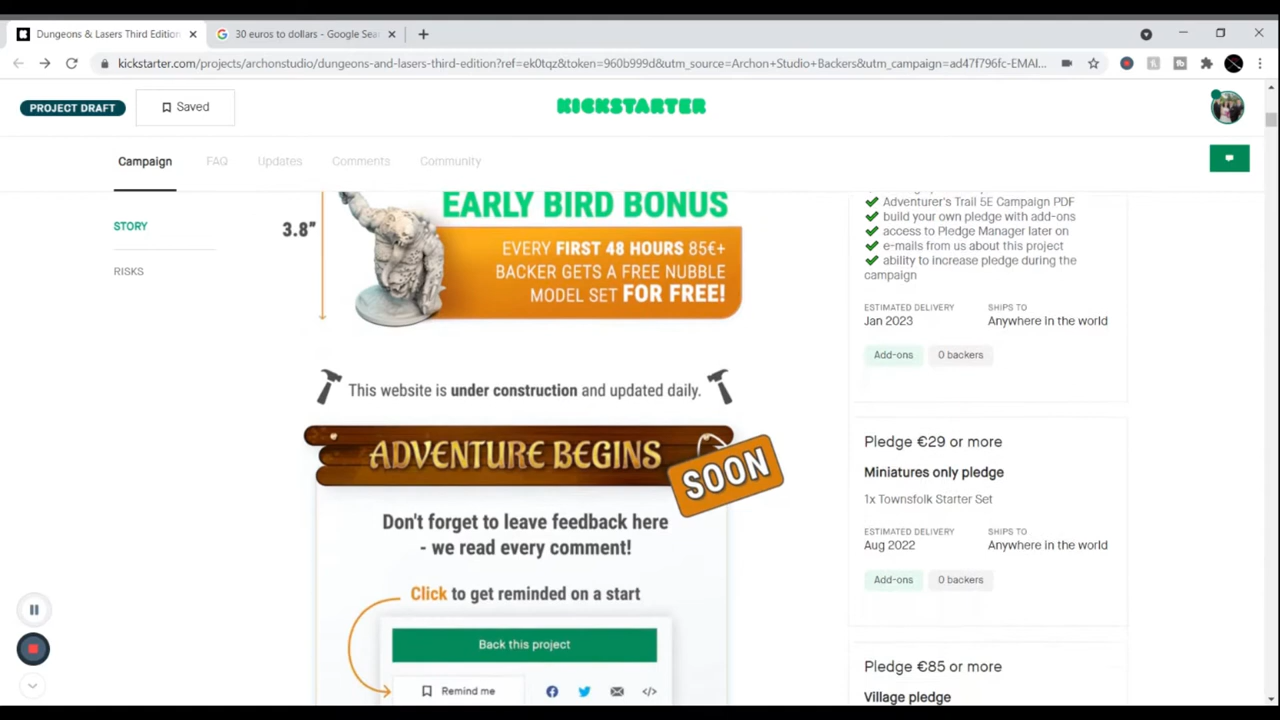 Dungeons & Lasers Third Edition
30 euros to dollars - Google Sea
kickstarter.com/projects/archonstudio/dungeons-and-lasers-third-edition?ref=ek0tqz&token=960b999d&utm_source=Archon+Studio+Backers&utm_campaign=ad47f796fc-EMAI...
PROJECT DRAFT
Saved
KICKSTARTER
Campaign
FAQ
Updates
Comments
Community
STORY
RISKS
3.8"
EARLY BIRD BONUS
EVERY FIRST 48 HOURS 85€+
BACKER GETS A FREE NUBBLE
MODEL SET FOR FREE!
This website is under construction and updated daily.
ADVENTURE BEGINS
SOON
Don't forget to leave feedback here
- we read every comment!
Click to get reminded on a start
Back this project
Remind me
Adventurer's Trail 5E Campaign PDF
build your own pledge with add-ons
access to Pledge Manager later on
e-mails from us about this project
ability to increase pledge during the
campaign
ESTIMATED DELIVERY
Jan 2023
SHIPS TO
Anywhere in the world
Add-ons
0 backers
Pledge €29 or more
Miniatures only pledge
1x Townsfolk Starter Set
ESTIMATED DELIVERY
Aug 2022
SHIPS TO
Anywhere in the world
Add-ons
0 backers
Pledge €85 or more
Village pledge